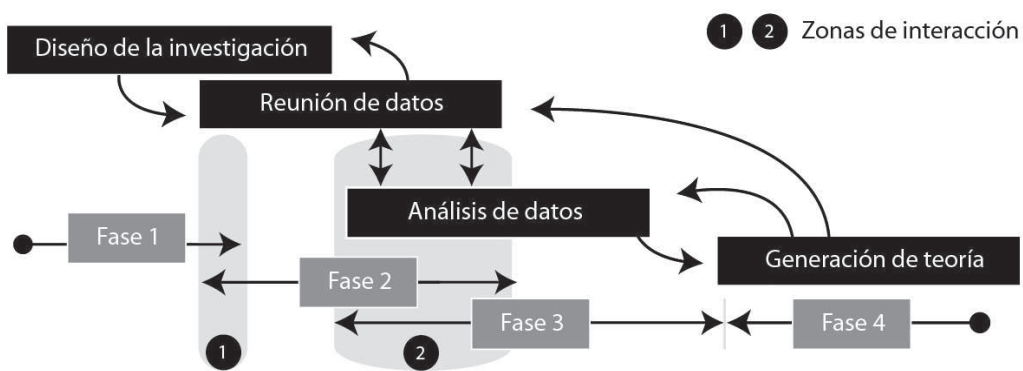 1 2 Zonas de interacción
Diseño de la investigación
Reunión de datos
Análisis de datos
Fase 1
Generación de teoría
Fase 2
Fase 3
Fase 4
1
2